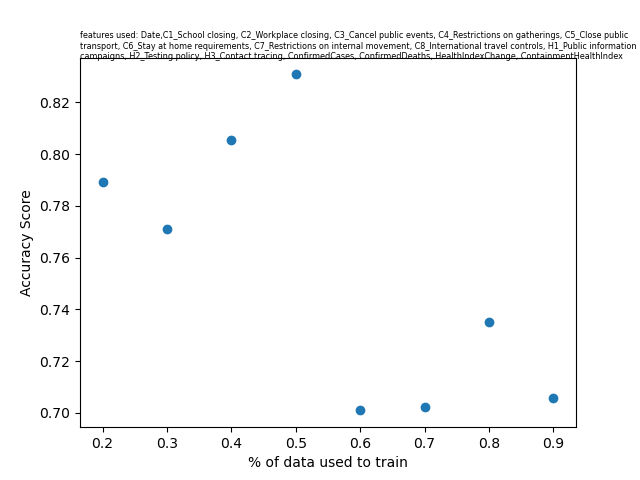 features used: Date,C1_School closing, C2_Workplace closing, C3_Cancel public events, C4_Restrictions on gatherings, C5_Close public
transport, C6_Stay at home requirements, C7_Restrictions on internal movement, C8_International travel controls, H1_Public information
campaigns, H2_Testing policy, H3_Contact tracing, ConfirmedCases, ConfirmedDeaths, HealthIndexChange, ContainmentHealthIndex
0.82
0.80
0.78
0.76
0.74
0.72
0.70
Accuracy Score
0.2 0.3 0.4 0.5 0.6 0.7 0.8 0.9
% of data used to train